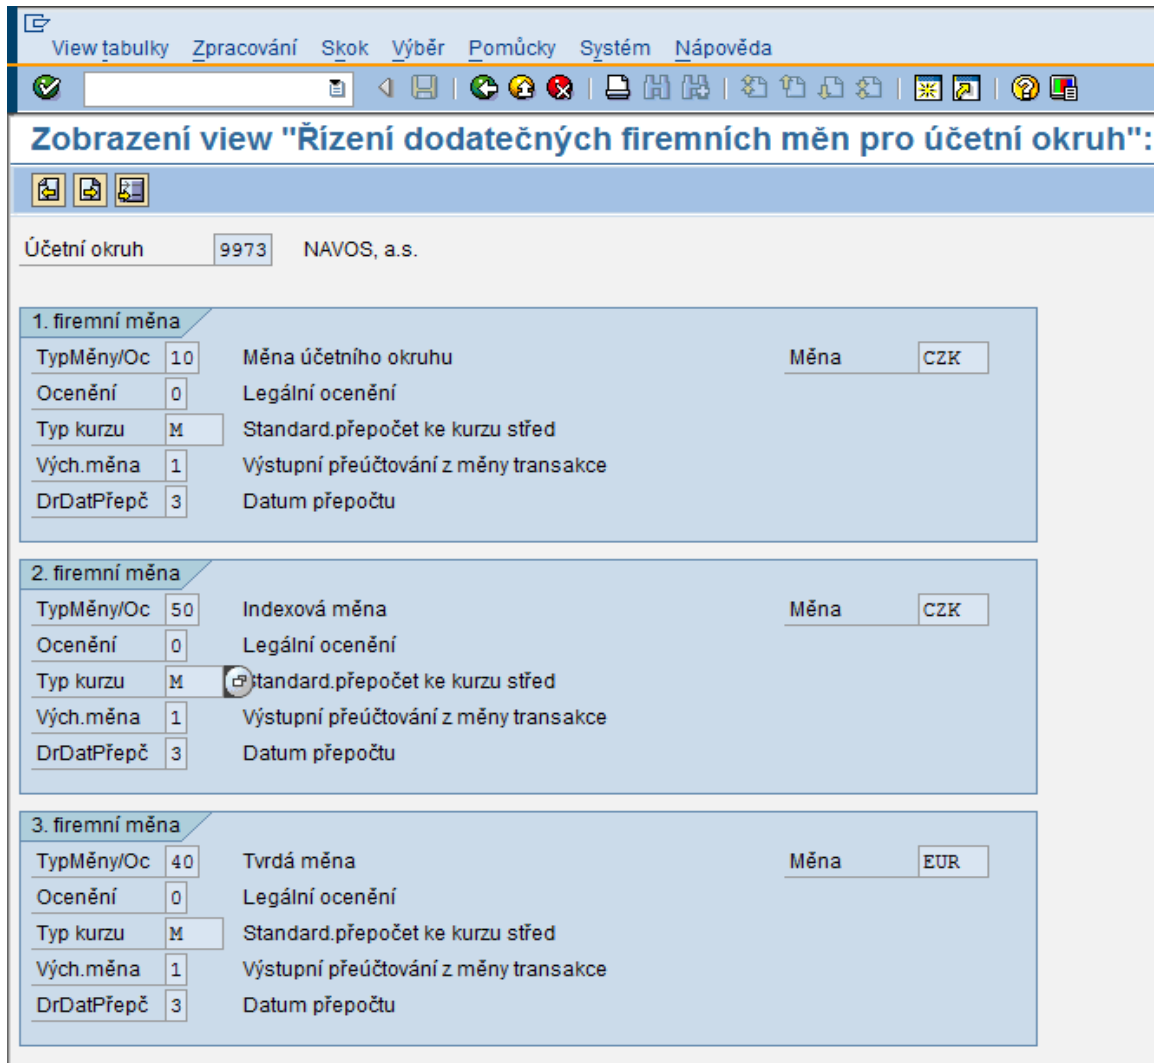 View tabulky Zpracování Skok Výběr Pomůcky Systém Nápověda
Zobrazení view "Řízení dodatečných firemních měn pro účetní okruh":
Účetní okruh 9973 NAVOS, a.s.
1. firemní měna
TypMěny/Oc 10 Měna účetního okruhu Měna CZK
Ocenění 0 Legální ocenění
Typ kurzu M Standard.přepočet ke kurzu střed
Vých.měna 1 Výstupní přeúčtování z měny transakce
DrDatPřepč 3 Datum přepočtu
2. firemní měna
TypMěny/Oc 50 Indexová měna Měna CZK
Ocenění 0 Legální ocenění
Typ kurzu M Standard.přepočet ke kurzu střed
Vých.měna 1 Výstupní přeúčtování z měny transakce
DrDatPřepč 3 Datum přepočtu
3. firemní měna
TypMěny/Oc 40 Tvrdá měna Měna EUR
Ocenění 0 Legální ocenění
Typ kurzu M Standard.přepočet ke kurzu střed
Vých.měna 1 Výstupní přeúčtování z měny transakce
DrDatPřepč 3 Datum přepočtu